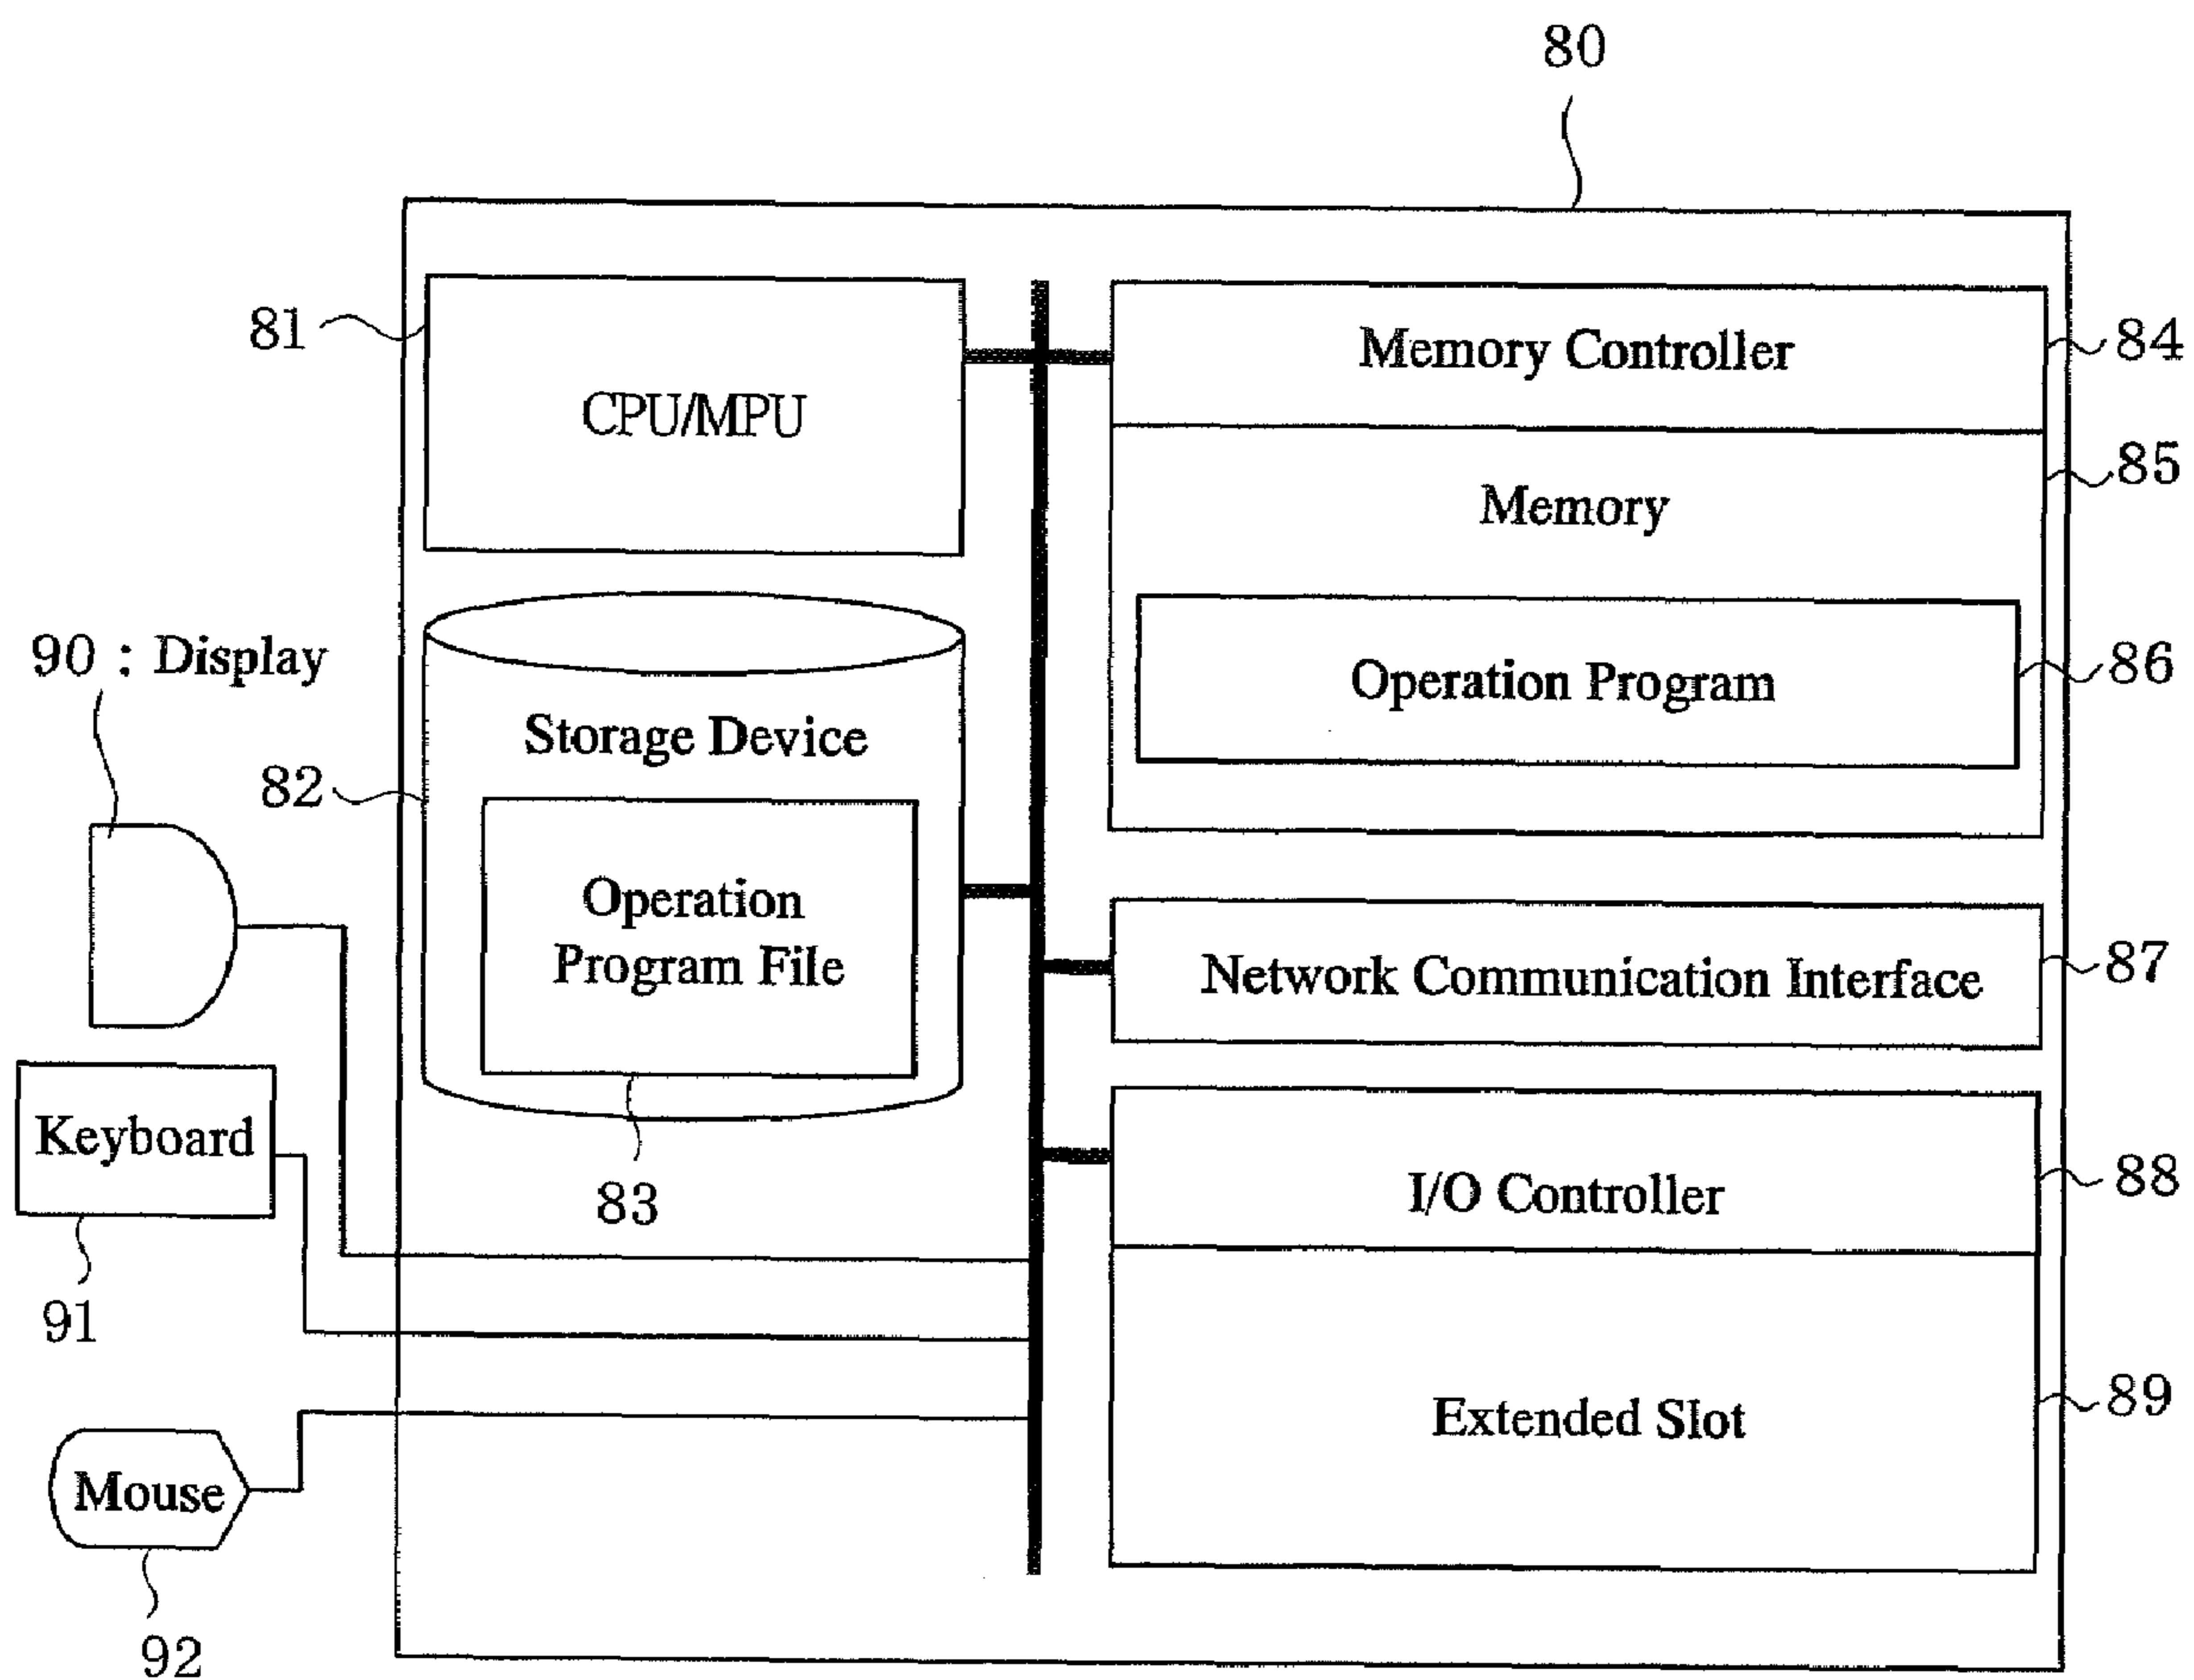 80
81
CPU/MPU
Memory Controller
84
Memory
85
Operation Program
86
90 : Display
Storage Device
82
Operation
Program File
83
Network Communication Interface
87
Keyboard
91
I/O Controller
88
Extended Slot
89
Mouse
92